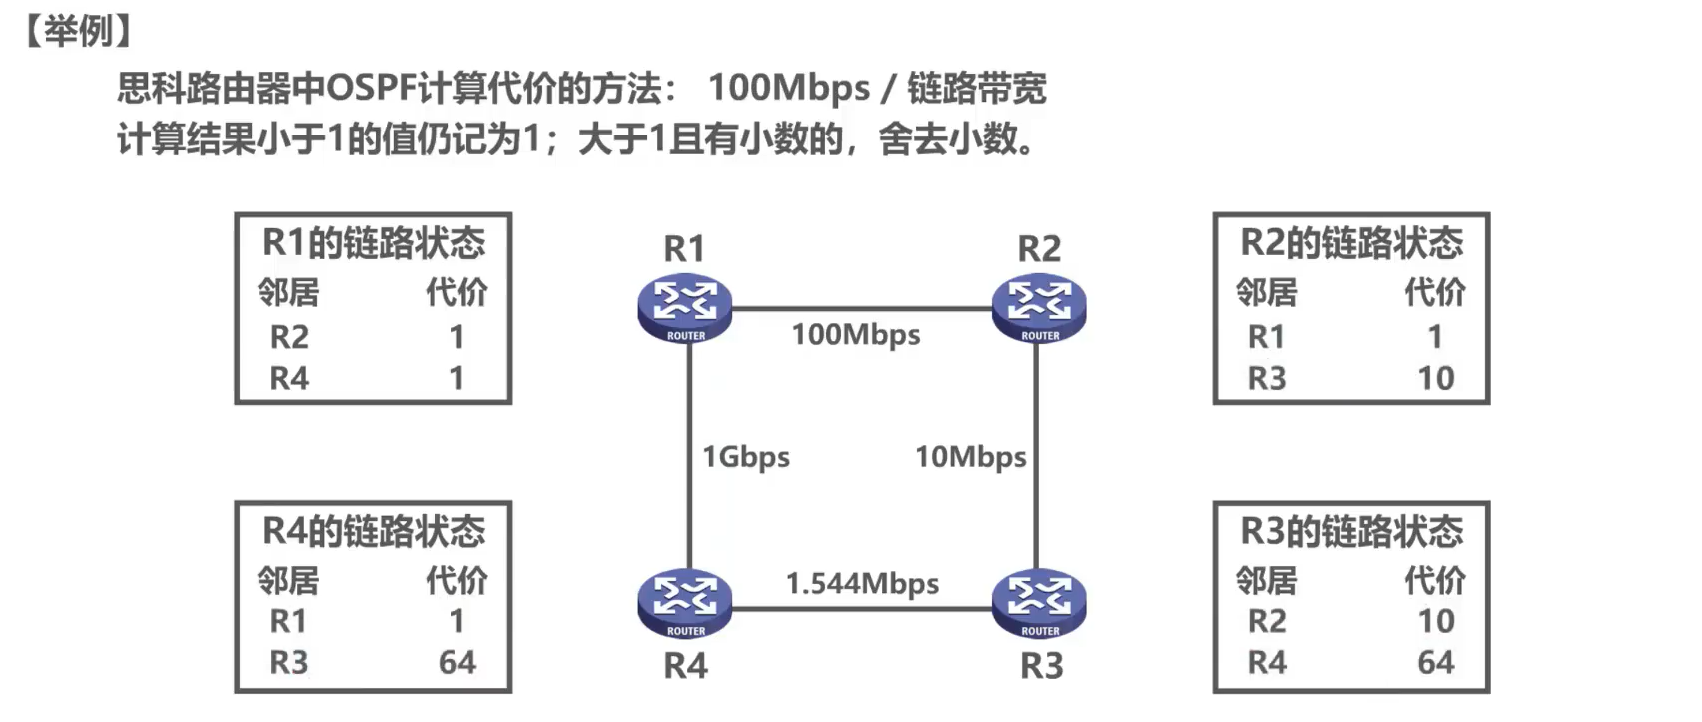 【举例】
思科路由器中OSPF计算代价的方法： 100Mbps / 链路带宽
计算结果小于1的值仍记为1；大于1且有小数的，舍去小数。
R1的链路状态
邻居 代价
R2 1
R4 1
R1
ROUTER
100Mbps
R2
ROUTER
R2的链路状态
邻居 代价
R1 1
R3 10
1Gbps
10Mbps
R4的链路状态
邻居 代价
R1 1
R3 64
ROUTER
R4
1.544Mbps
ROUTER
R3
R3的链路状态
邻居 代价
R2 10
R4 64